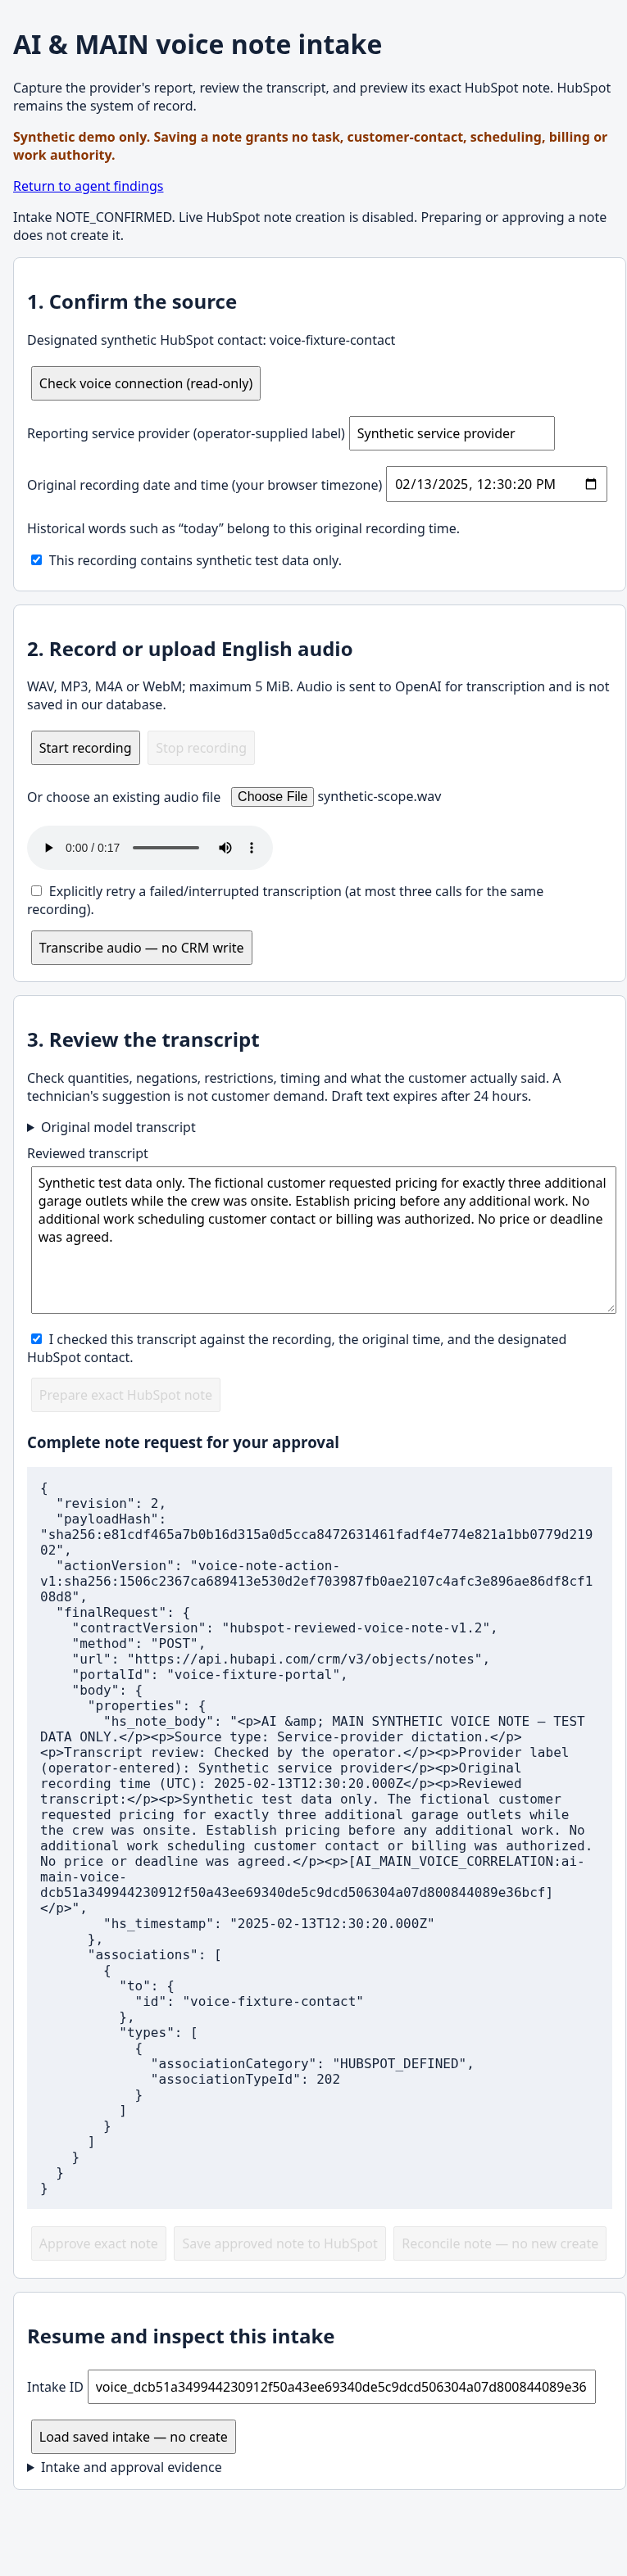 AI & MAIN voice note intake
Capture the provider's report, review the transcript, and preview its exact HubSpot note. HubSpot
remains the system of record.
Synthetic demo only. Saving a note grants no task, customer-contact, scheduling, billing or
work authority.
Return to agent findings
Intake NOTE_CONFIRMED. Live HubSpot note creation is disabled. Preparing or approving a note
does not create it.
1. Confirm the source
Designated synthetic HubSpot contact: voice-fixture-contact
Check voice connection (read-only)
Reporting service provider (operator-supplied label) Synthetic service provider
Original recording date and time (your browser timezone) 02/13/2025, 12:30:20 PM
Historical words such as “today” belong to this original recording time.
This recording contains synthetic test data only.
2. Record or upload English audio
WAV, MP3, M4A or WebM; maximum 5 MiB. Audio is sent to OpenAI for transcription and is not
saved in our database.
Start recording Stop recording
Or choose an existing audio file Choose File synthetic-scope.wav
0:00 / 0:17
Explicitly retry a failed/interrupted transcription (at most three calls for the same
recording).
Transcribe audio — no CRM write
3. Review the transcript
Check quantities, negations, restrictions, timing and what the customer actually said. A
technician's suggestion is not customer demand. Draft text expires after 24 hours.
Original model transcript
Reviewed transcript
Synthetic test data only. The fictional customer requested pricing for exactly three additional
garage outlets while the crew was onsite. Establish pricing before any additional work. No
additional work scheduling customer contact or billing was authorized. No price or deadline
was agreed.
I checked this transcript against the recording, the original time, and the designated
HubSpot contact.
Prepare exact HubSpot note
Complete note request for your approval
{
"revision": 2,
"payloadHash":
"sha256:e81cdf465a7b0b16d315a0d5cca8472631461fadf4e774e821a1bb0779d219
02",
"actionVersion": "voice-note-action-
v1:sha256:1506c2367ca689413e530d2ef703987fb0ae2107c4afc3e896ae86df8cf1
08d8",
"finalRequest": {
"contractVersion": "hubspot-reviewed-voice-note-v1.2",
"method": "POST",
"url": "https://api.hubapi.com/crm/v3/objects/notes",
"portalId": "voice-fixture-portal",
"body": {
"properties": {
"hs_note_body": "<p>AI &amp; MAIN SYNTHETIC VOICE NOTE — TEST
DATA ONLY.</p><p>Source type: Service-provider dictation.</p>
<p>Transcript review: Checked by the operator.</p><p>Provider label
(operator-entered): Synthetic service provider</p><p>Original
recording time (UTC): 2025-02-13T12:30:20.000Z</p><p>Reviewed
transcript:</p><p>Synthetic test data only. The fictional customer
requested pricing for exactly three additional garage outlets while
the crew was onsite. Establish pricing before any additional work. No
additional work scheduling customer contact or billing was authorized.
No price or deadline was agreed.</p><p>[AI_MAIN_VOICE_CORRELATION:ai-
main-voice-
dcb51a349944230912f50a43ee69340de5c9dcd506304a07d800844089e36bcf]
</p>",
"hs_timestamp": "2025-02-13T12:30:20.000Z"
},
"associations": [
{
"to": {
"id": "voice-fixture-contact"
},
"types": [
{
"associationCategory": "HUBSPOT_DEFINED",
"associationTypeId": 202
}
]
}
]
}
}
}
Approve exact note Save approved note to HubSpot Reconcile note — no new create
Resume and inspect this intake
Intake ID voice_dcb51a349944230912f50a43ee69340de5c9dcd506304a07d800844089e36
Load saved intake — no create
Intake and approval evidence